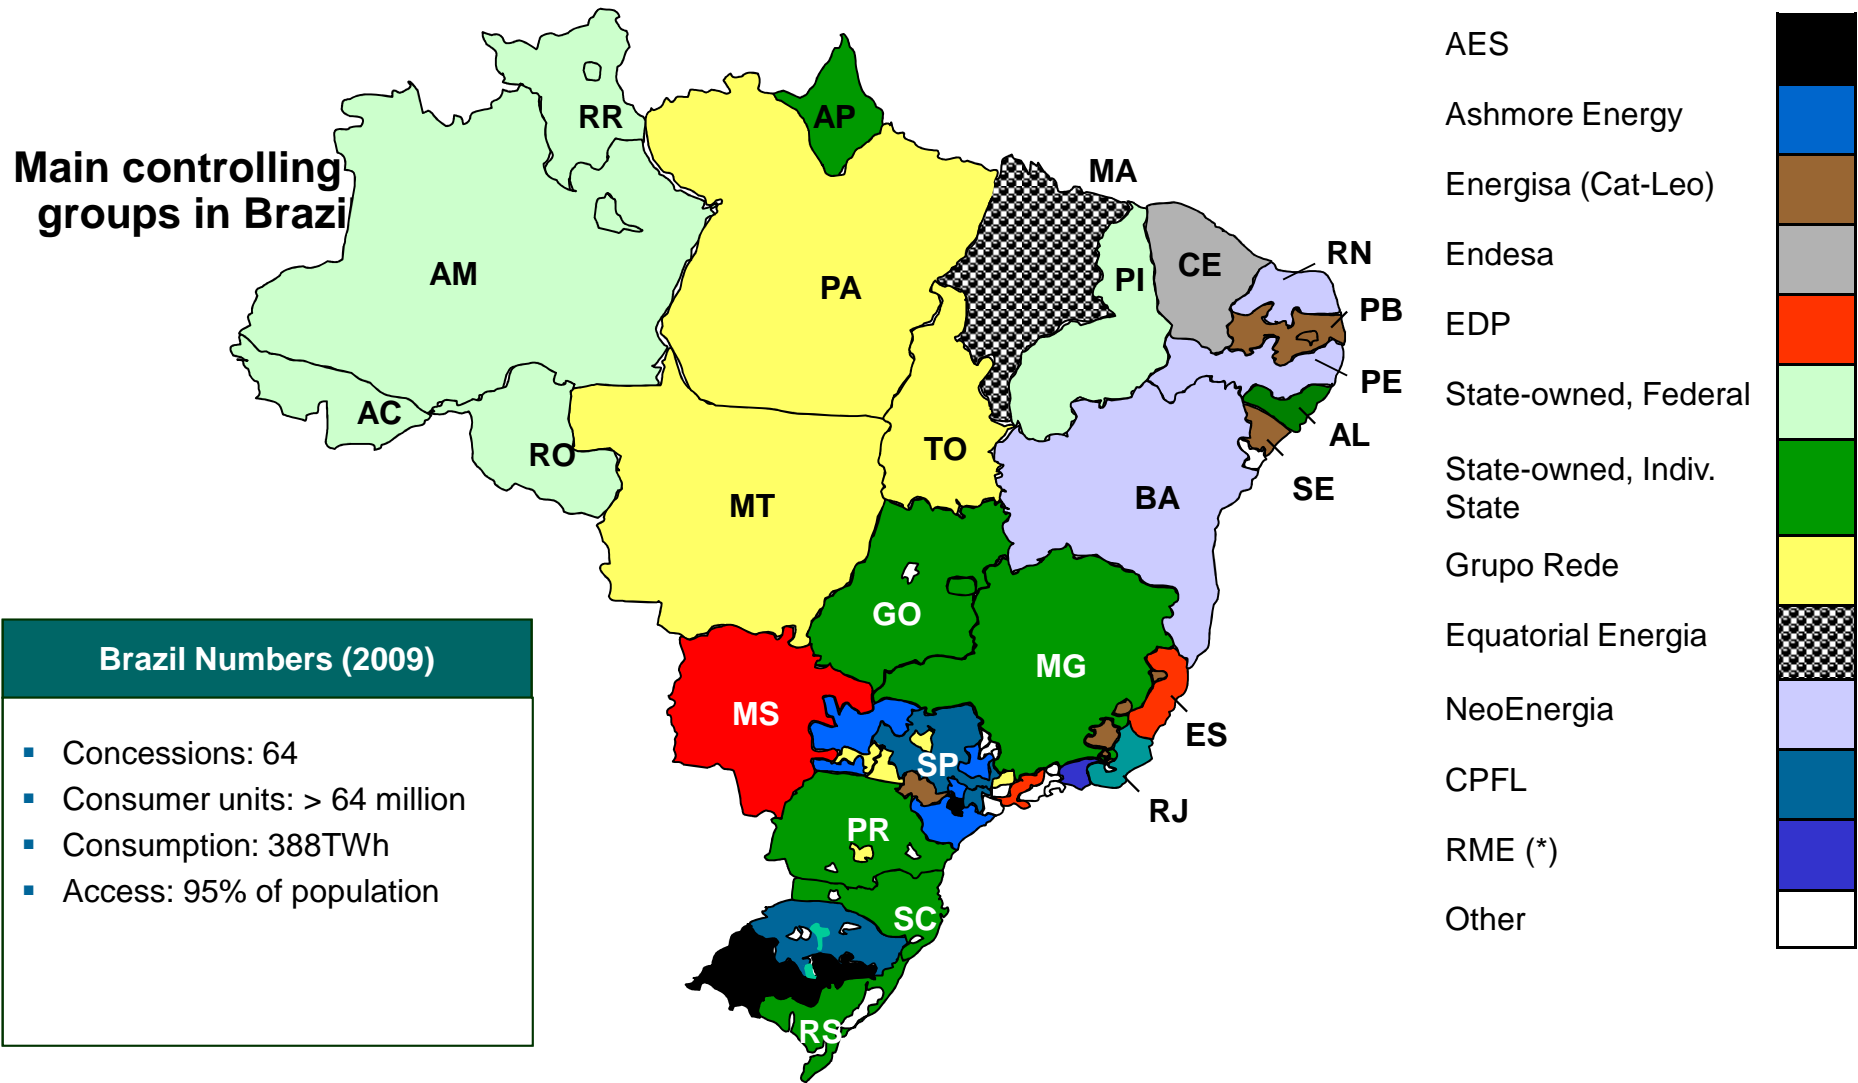 Main controlling
groups in Brazil
RR
AP
AM
PA
MA
PI
CE
RN
PB
PE
AL
SE
AC
RO
TO
MT
BA
GO
MG
MS
ES
SP
RJ
PR
SC
RS
Brazil Numbers (2009)
▪ Concessions: 64
▪ Consumer units: > 64 million
▪ Consumption: 388TWh
▪ Access: 95% of population
AES
Ashmore Energy
Energisa (Cat-Leo)
Endesa
EDP
State-owned, Federal
State-owned, Indiv.
State
Grupo Rede
Equatorial Energia
NeoEnergia
CPFL
RME (*)
Other